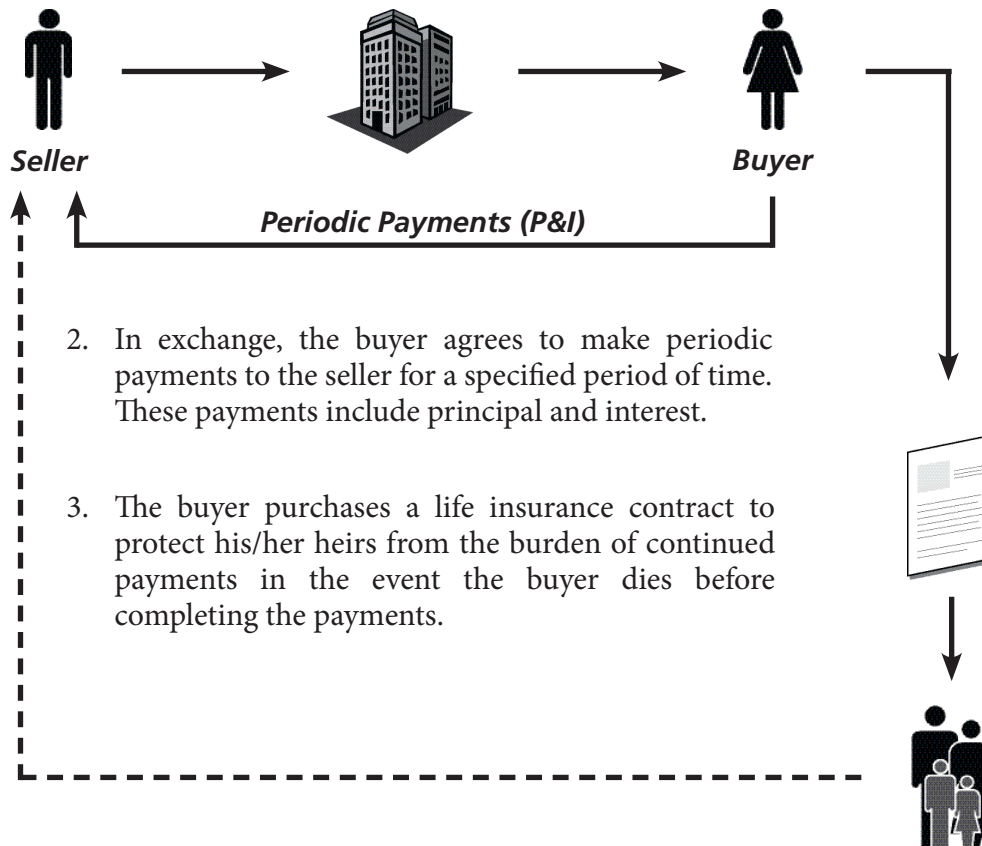 Seller
Buyer
Periodic Payments (P&I)
2. In exchange, the buyer agrees to make periodic
payments to the seller for a specified period of time.
These payments include principal and interest.
3. The buyer purchases a life insurance contract to
protect his/her heirs from the burden of continued
payments in the event the buyer dies before
completing the payments.